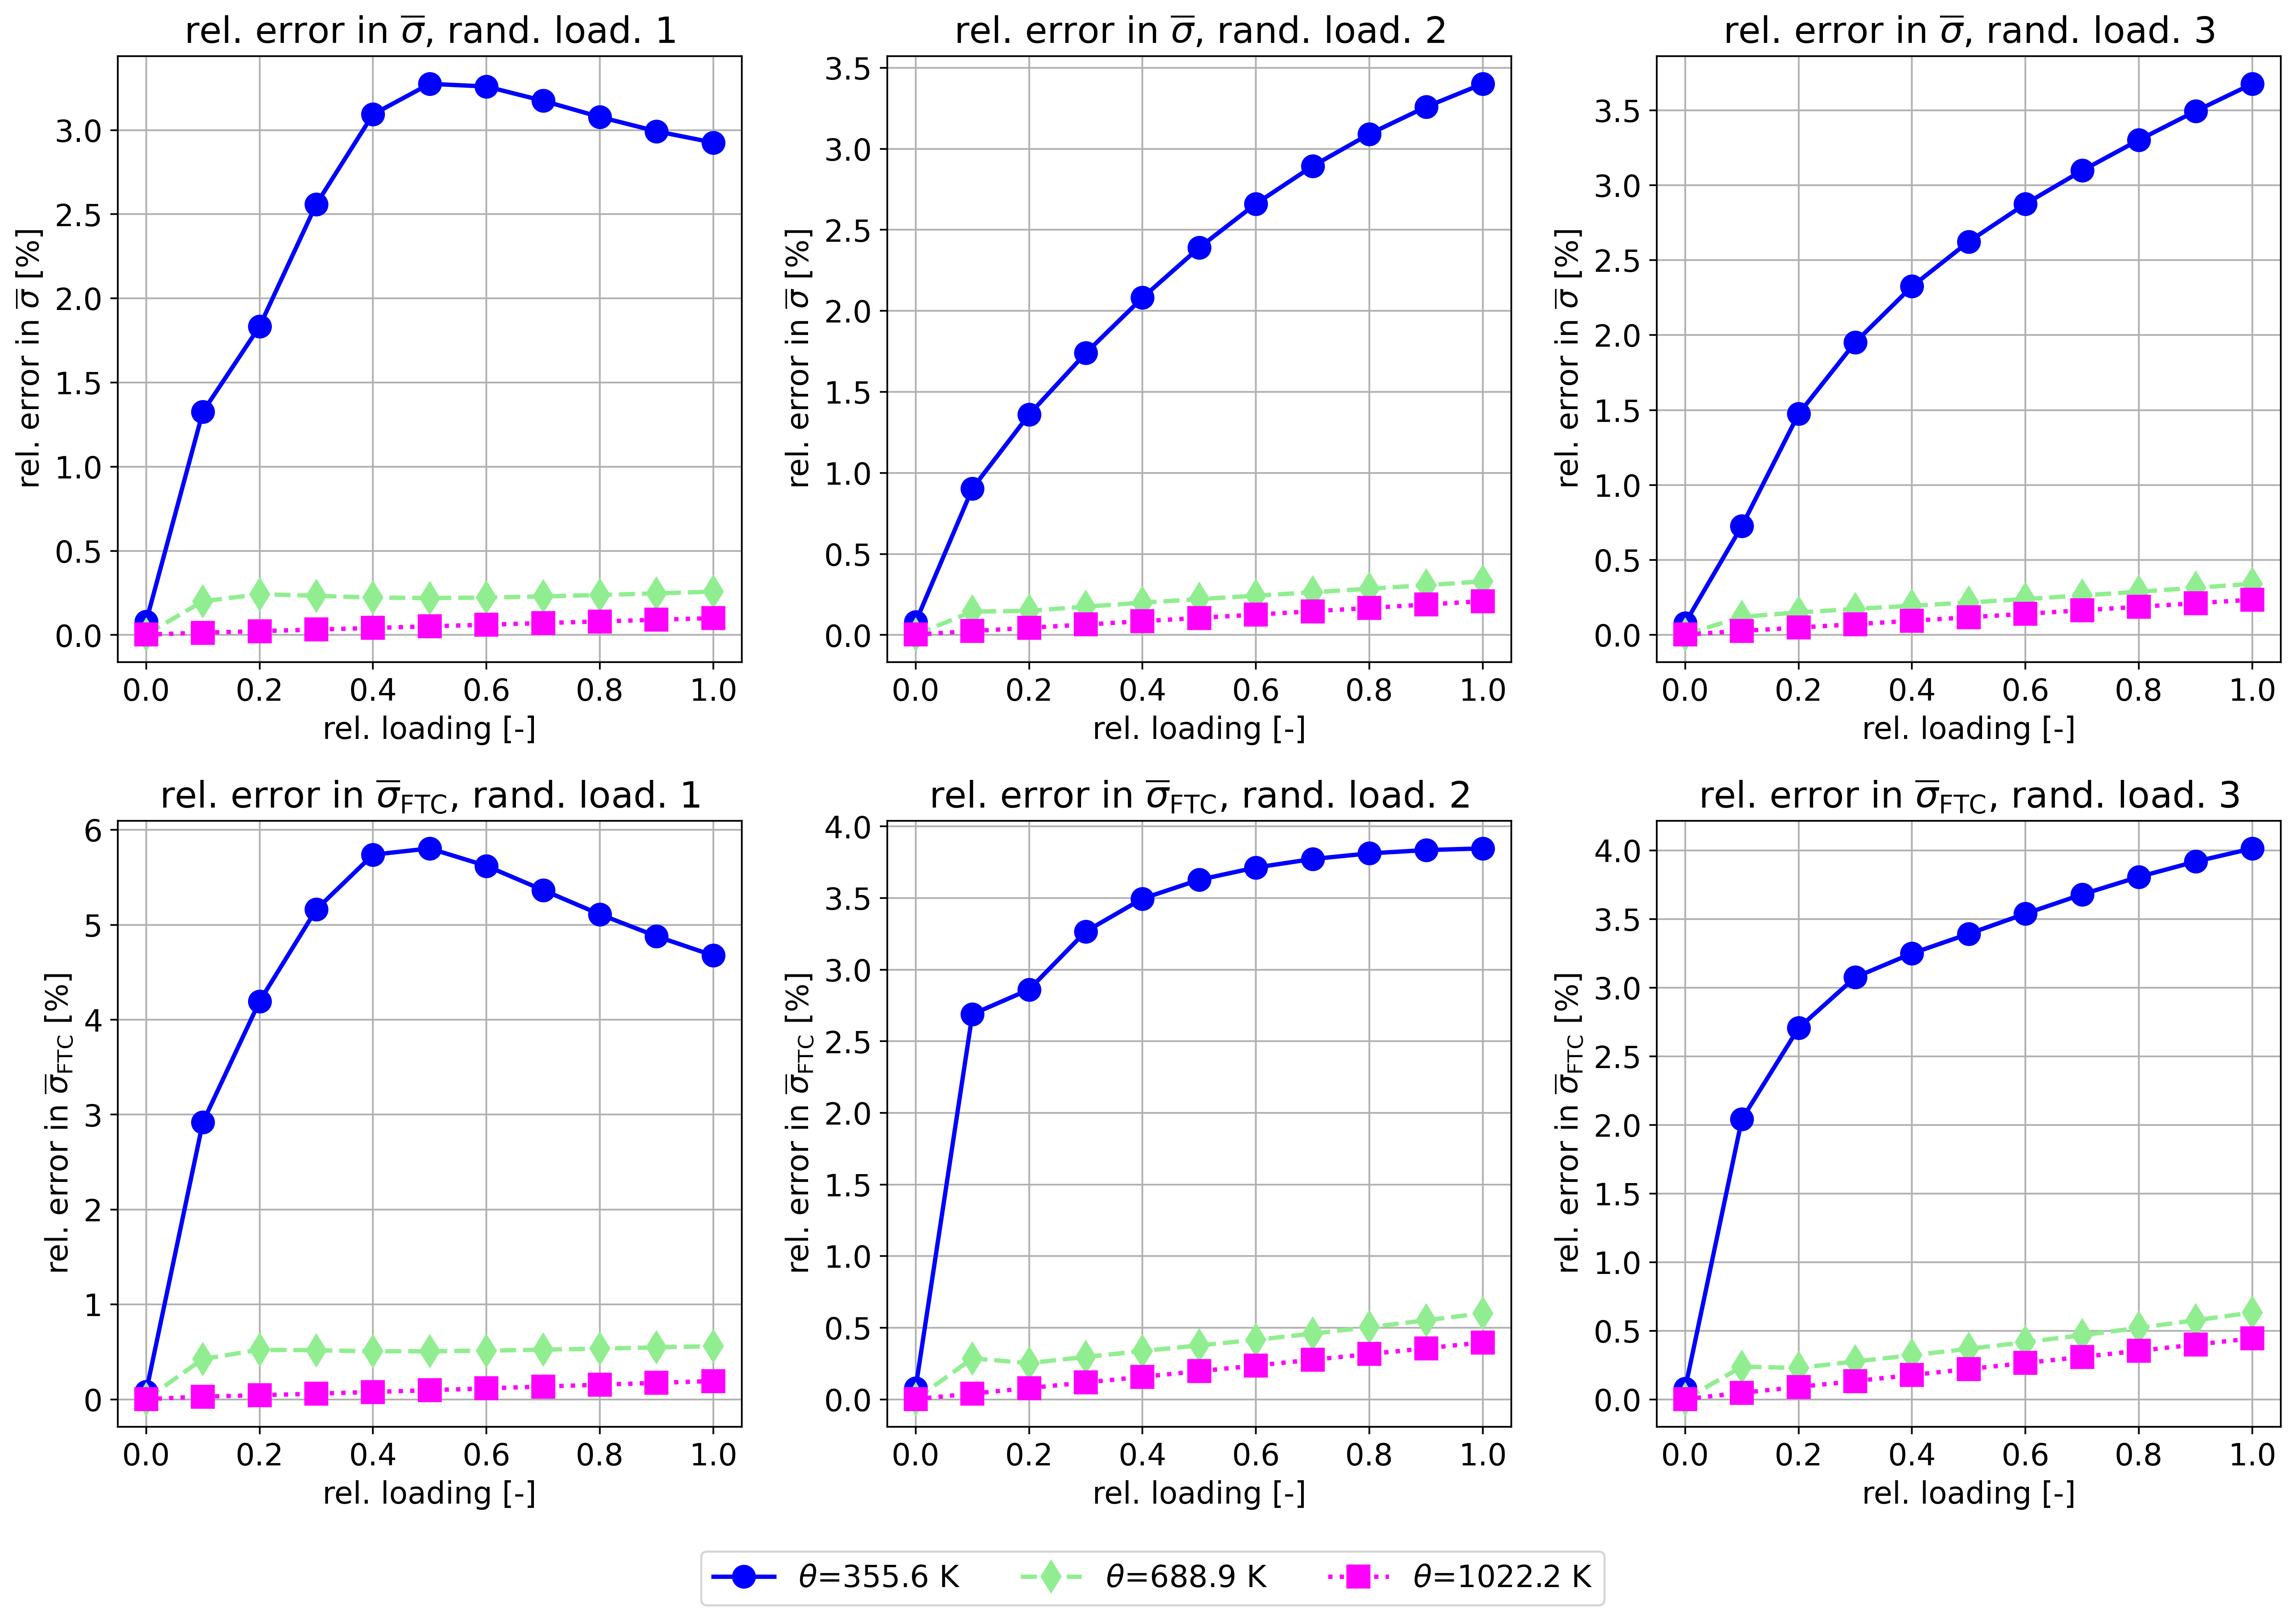 rel. error in σ̅, rand. load. 1
rel. error in σ̅, rand. load. 2
rel. error in σ̅, rand. load. 3
rel. error in σ̅ [%]
3.0
2.5
2.0
1.5
1.0
0.5
0.0
0.0 0.2 0.4 0.6 0.8 1.0
rel. loading [-]
rel. error in σ̅ [%]
3.5
3.0
2.5
2.0
1.5
1.0
0.5
0.0
0.0 0.2 0.4 0.6 0.8 1.0
rel. loading [-]
rel. error in σ̅ [%]
3.5
3.0
2.5
2.0
1.5
1.0
0.5
0.0
0.0 0.2 0.4 0.6 0.8 1.0
rel. loading [-]
rel. error in σ̅FTC, rand. load. 1
rel. error in σ̅FTC, rand. load. 2
rel. error in σ̅FTC, rand. load. 3
rel. error in σ̅FTC [%]
6
5
4
3
2
1
0
0.0 0.2 0.4 0.6 0.8 1.0
rel. loading [-]
rel. error in σ̅FTC [%]
4.0
3.5
3.0
2.5
2.0
1.5
1.0
0.5
0.0
0.0 0.2 0.4 0.6 0.8 1.0
rel. loading [-]
rel. error in σ̅FTC [%]
4.0
3.5
3.0
2.5
2.0
1.5
1.0
0.5
0.0
0.0 0.2 0.4 0.6 0.8 1.0
rel. loading [-]
θ=355.6 K θ=688.9 K θ=1022.2 K